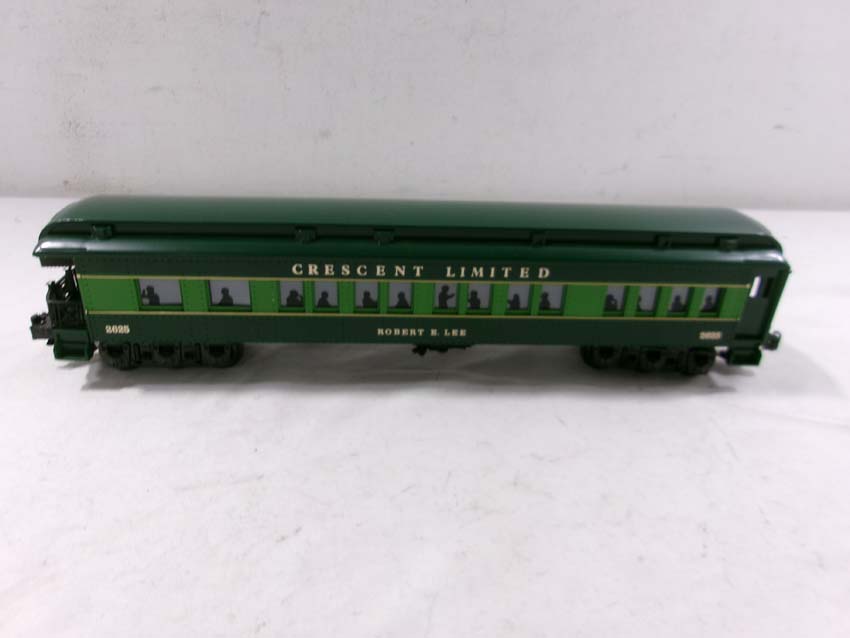 CRESCENT LIMITED
2625 ROBERT E. LEE 2625